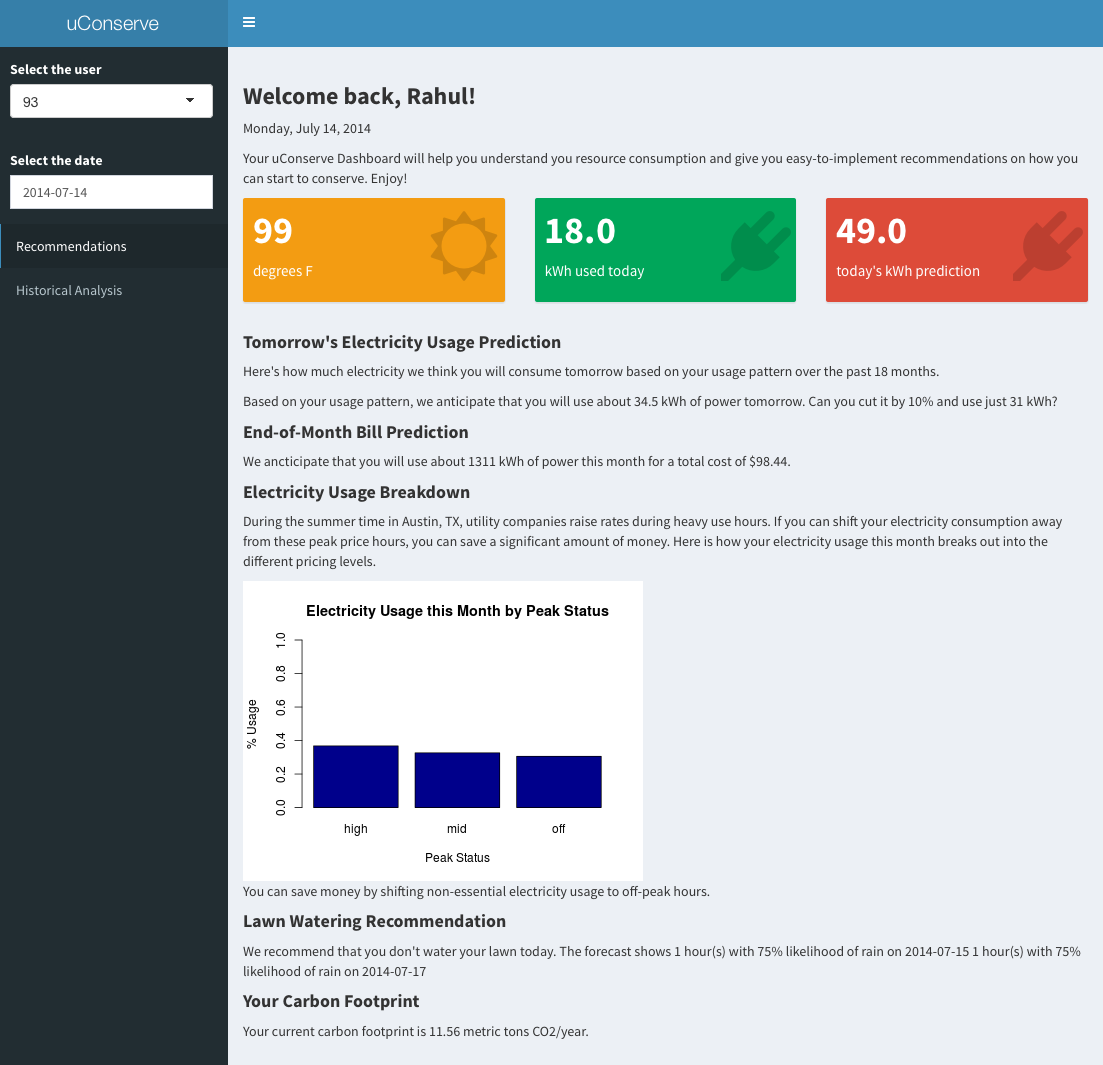 uConserve
Select the user
93
Select the date
2014-07-14
Recommendations
Historical Analysis
Welcome back, Rahul!
Monday, July 14, 2014
Your uConserve Dashboard will help you understand you resource consumption and give you easy-to-implement recommendations on how you
can start to conserve. Enjoy!
99
degrees F
18.0
kWh used today
49.0
today's kWh prediction
Tomorrow's Electricity Usage Prediction
Here's how much electricity we think you will consume tomorrow based on your usage pattern over the past 18 months.
Based on your usage pattern, we anticipate that you will use about 34.5 kWh of power tomorrow. Can you cut it by 10% and use just 31 kWh?
End-of-Month Bill Prediction
We ancticipate that you will use about 1311 kWh of power this month for a total cost of $98.44.
Electricity Usage Breakdown
During the summer time in Austin, TX, utility companies raise rates during heavy use hours. If you can shift your electricity consumption away
from these peak price hours, you can save a significant amount of money. Here is how your electricity usage this month breaks out into the
different pricing levels.
Electricity Usage this Month by Peak Status
% Usage
1.0
0.8
0.6
0.4
0.2
0.0
high mid off
Peak Status
You can save money by shifting non-essential electricity usage to off-peak hours.
Lawn Watering Recommendation
We recommend that you don't water your lawn today. The forecast shows 1 hour(s) with 75% likelihood of rain on 2014-07-15 1 hour(s) with 75%
likelihood of rain on 2014-07-17
Your Carbon Footprint
Your current carbon footprint is 11.56 metric tons CO2/year.